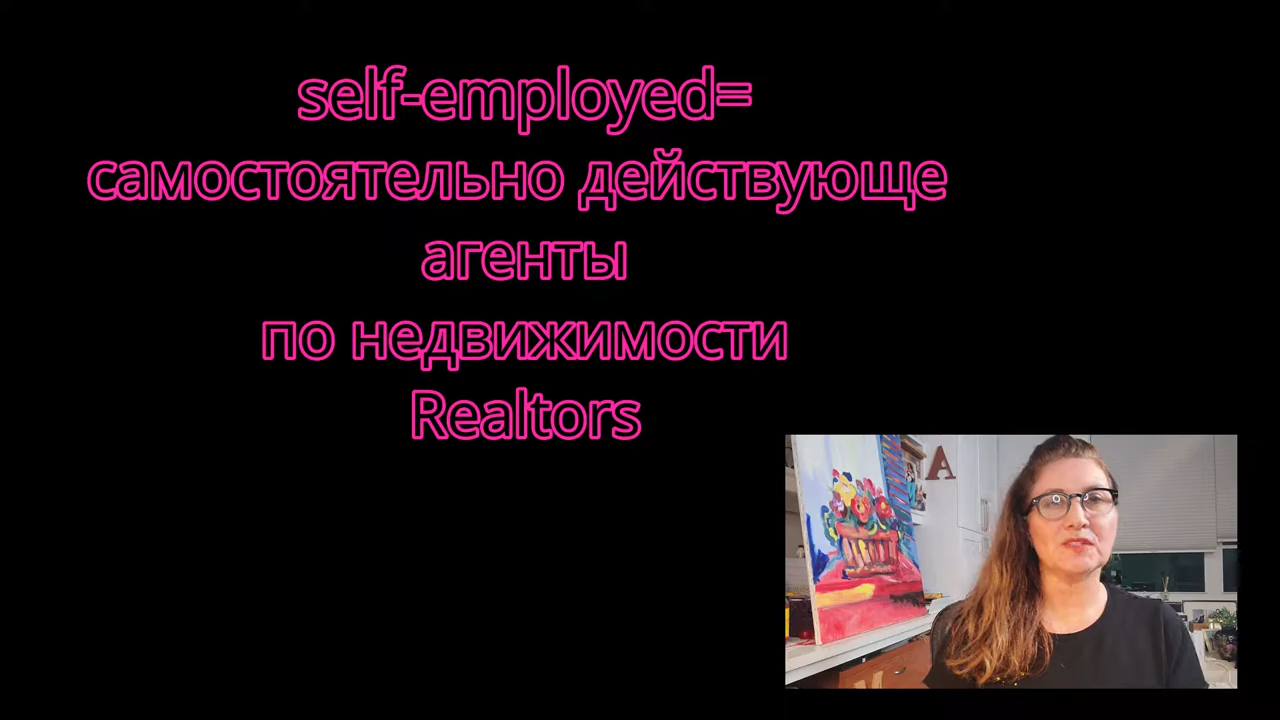 self-employed=
самостоятельно действующе
агенты
по недвижимости
Realtors
A